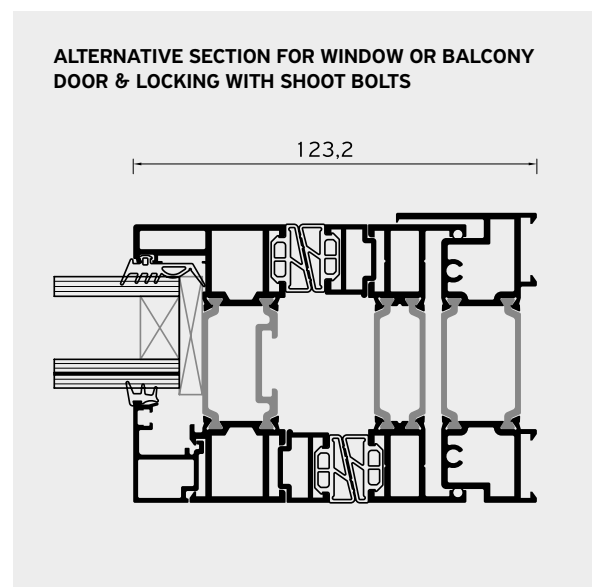 ALTERNATIVE SECTION FOR WINDOW OR BALCONY
DOOR & LOCKING WITH SHOOT BOLTS
123,2